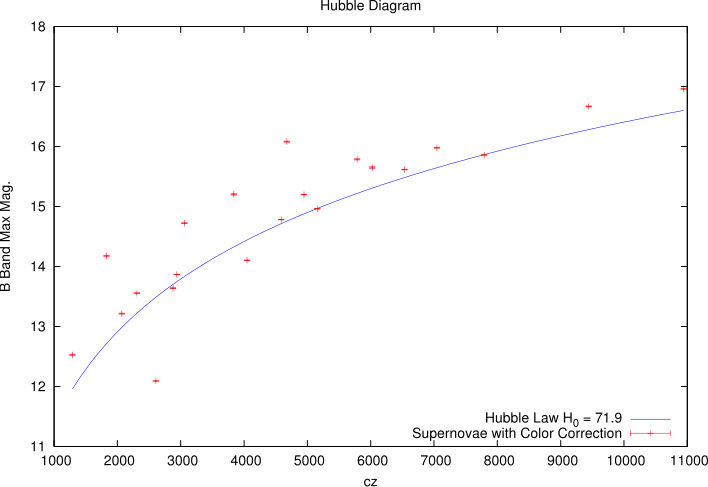 Hubble Diagram
18
17
16
15
14
13
12
11
B Band Max Mag.
Hubble Law H0 = 71.9
Supernovae with Color Correction
1000 2000 3000 4000 5000 6000 7000 8000 9000 10000 11000
cz